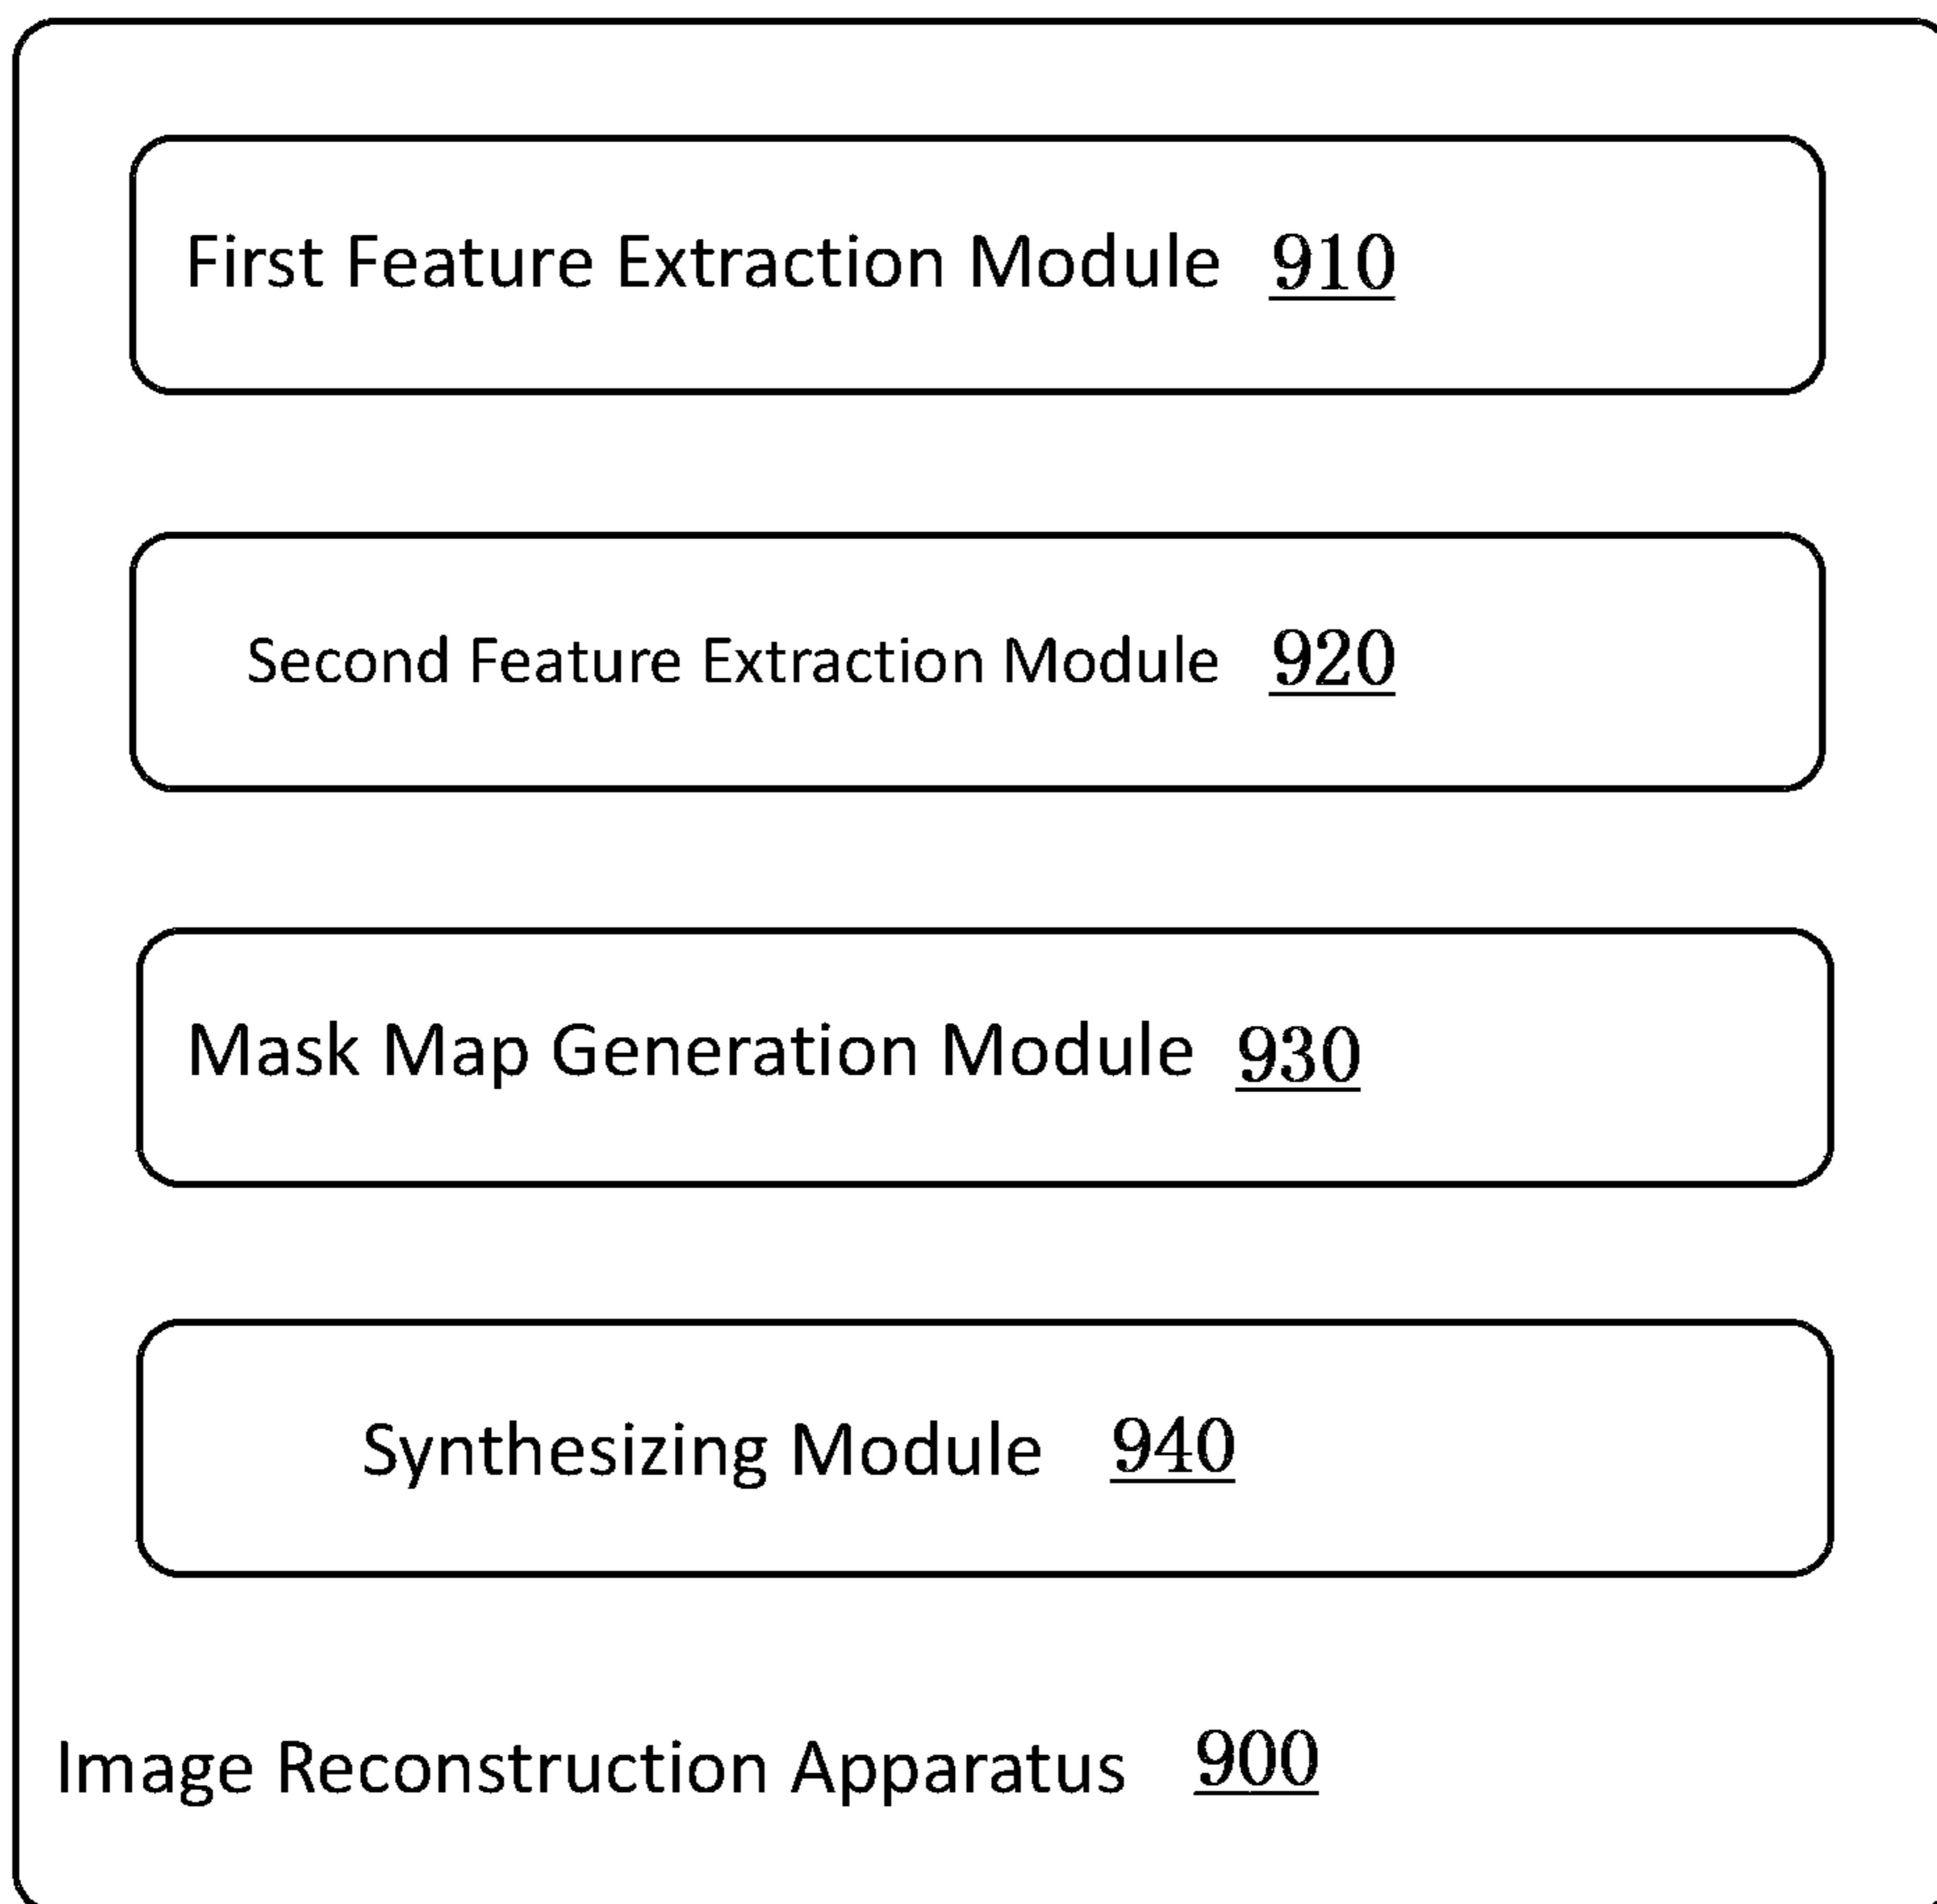 First Feature Extraction Module 910
Second Feature Extraction Module 920
Mask Map Generation Module 930
Synthesizing Module 940
Image Reconstruction Apparatus 900